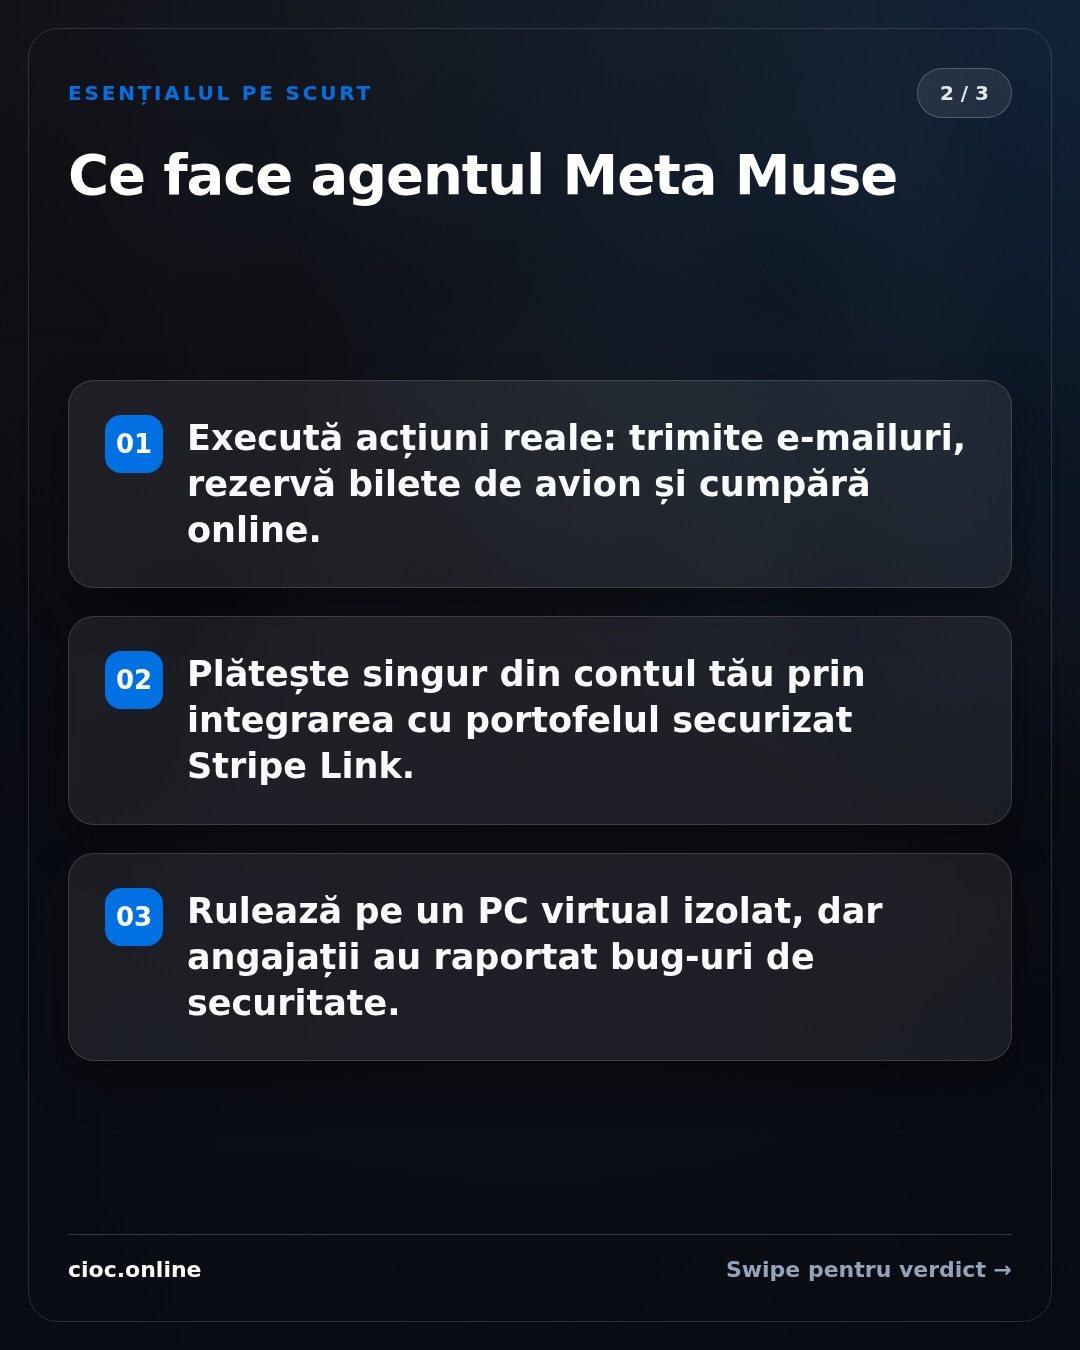 ESENȚIALUL PE SCURT
2 / 3
Ce face agentul Meta Muse
01
Execută acțiuni reale: trimite e-mailuri,
rezervă bilete de avion și cumpără
online.
02
Plătește singur din contul tău prin
integrarea cu portofelul securizat
Stripe Link.
03
Rulează pe un PC virtual izolat, dar
angajații au raportat bug-uri de
securitate.
cioc.online
Swipe pentru verdict →